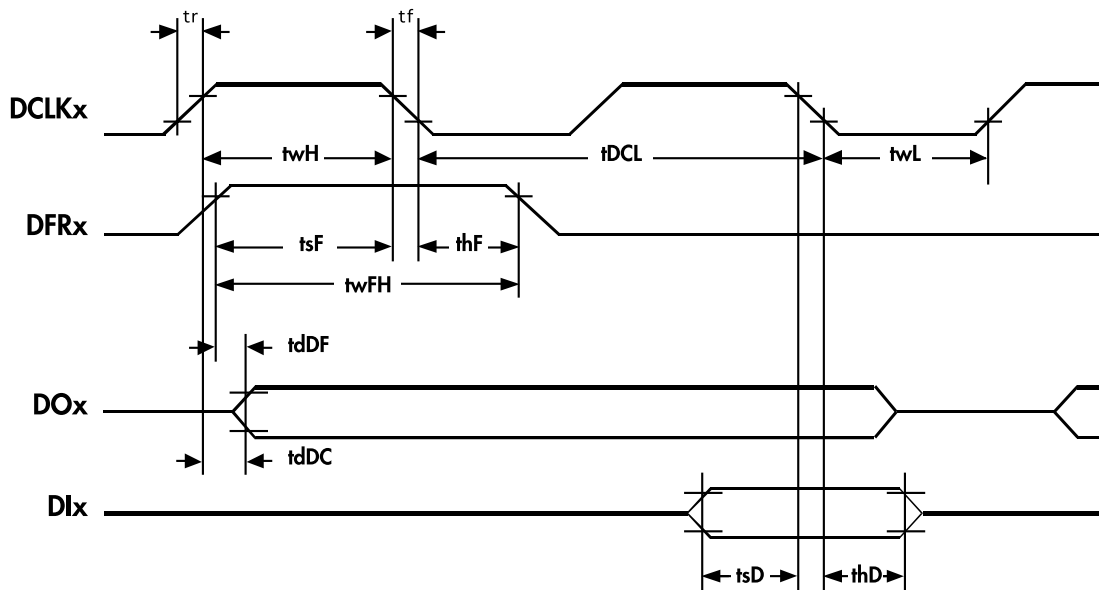 tr tf
DCLKx
twH tDCL twL
DFRx
tsF thF
twFH
tdDF
DOx
tdDC
DIx
tsD thD